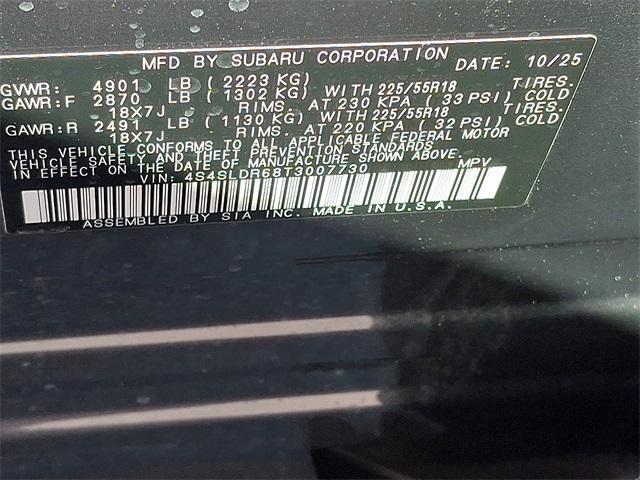 MFD BY SUBARU CORPORATION DATE: 10/25
GVWR: 4901 LB ( 2223 KG)
GAWR:F 2870 LB ( 1302 KG) WITH 225/55R18 TIRES.
18X7J RIMS. AT 230 KPA ( 33 PSI) COLD
GAWR:R 2491 LB ( 1130 KG) WITH 225/55R18 TIRES.
18X7J RIMS. AT 220 KPA ( 32 PSI) COLD
THIS VEHICLE CONFORMS TO ALL APPLICABLE FEDERAL MOTOR
VEHICLE SAFETY AND THEFT PREVENTION STANDARDS
IN EFFECT ON THE DATE OF MANUFACTURE SHOWN ABOVE.
VIN: 4S4SLDR68T3007730 MPV
ASSEMBLED BY SIA INC. MADE IN U.S.A.